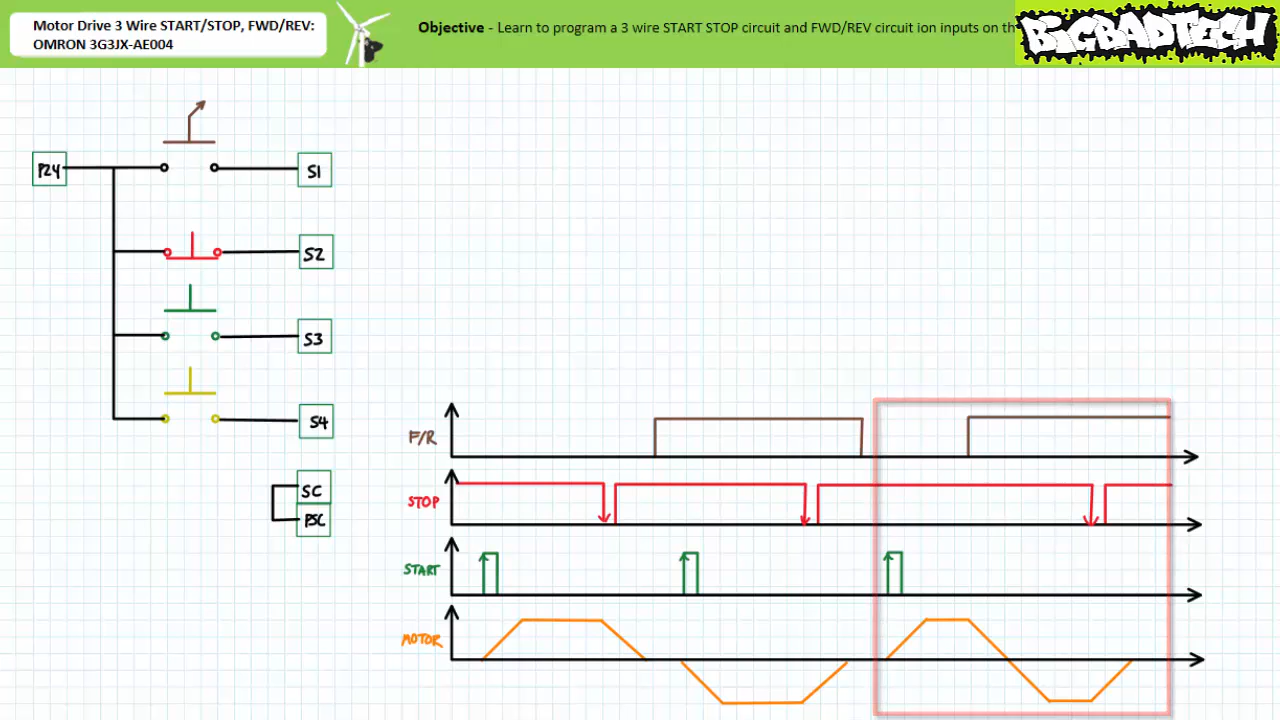 Motor Drive 3 Wire START/STOP, FWD/REV:
OMRON 3G3JX-AE004
Objective - Learn to program a 3 wire START STOP circuit and FWD/REV circuit ion inputs on th
BIGBADTECH
P24
S1
S2
S3
S4
SC
PSC
F/R
STOP
START
MOTOR